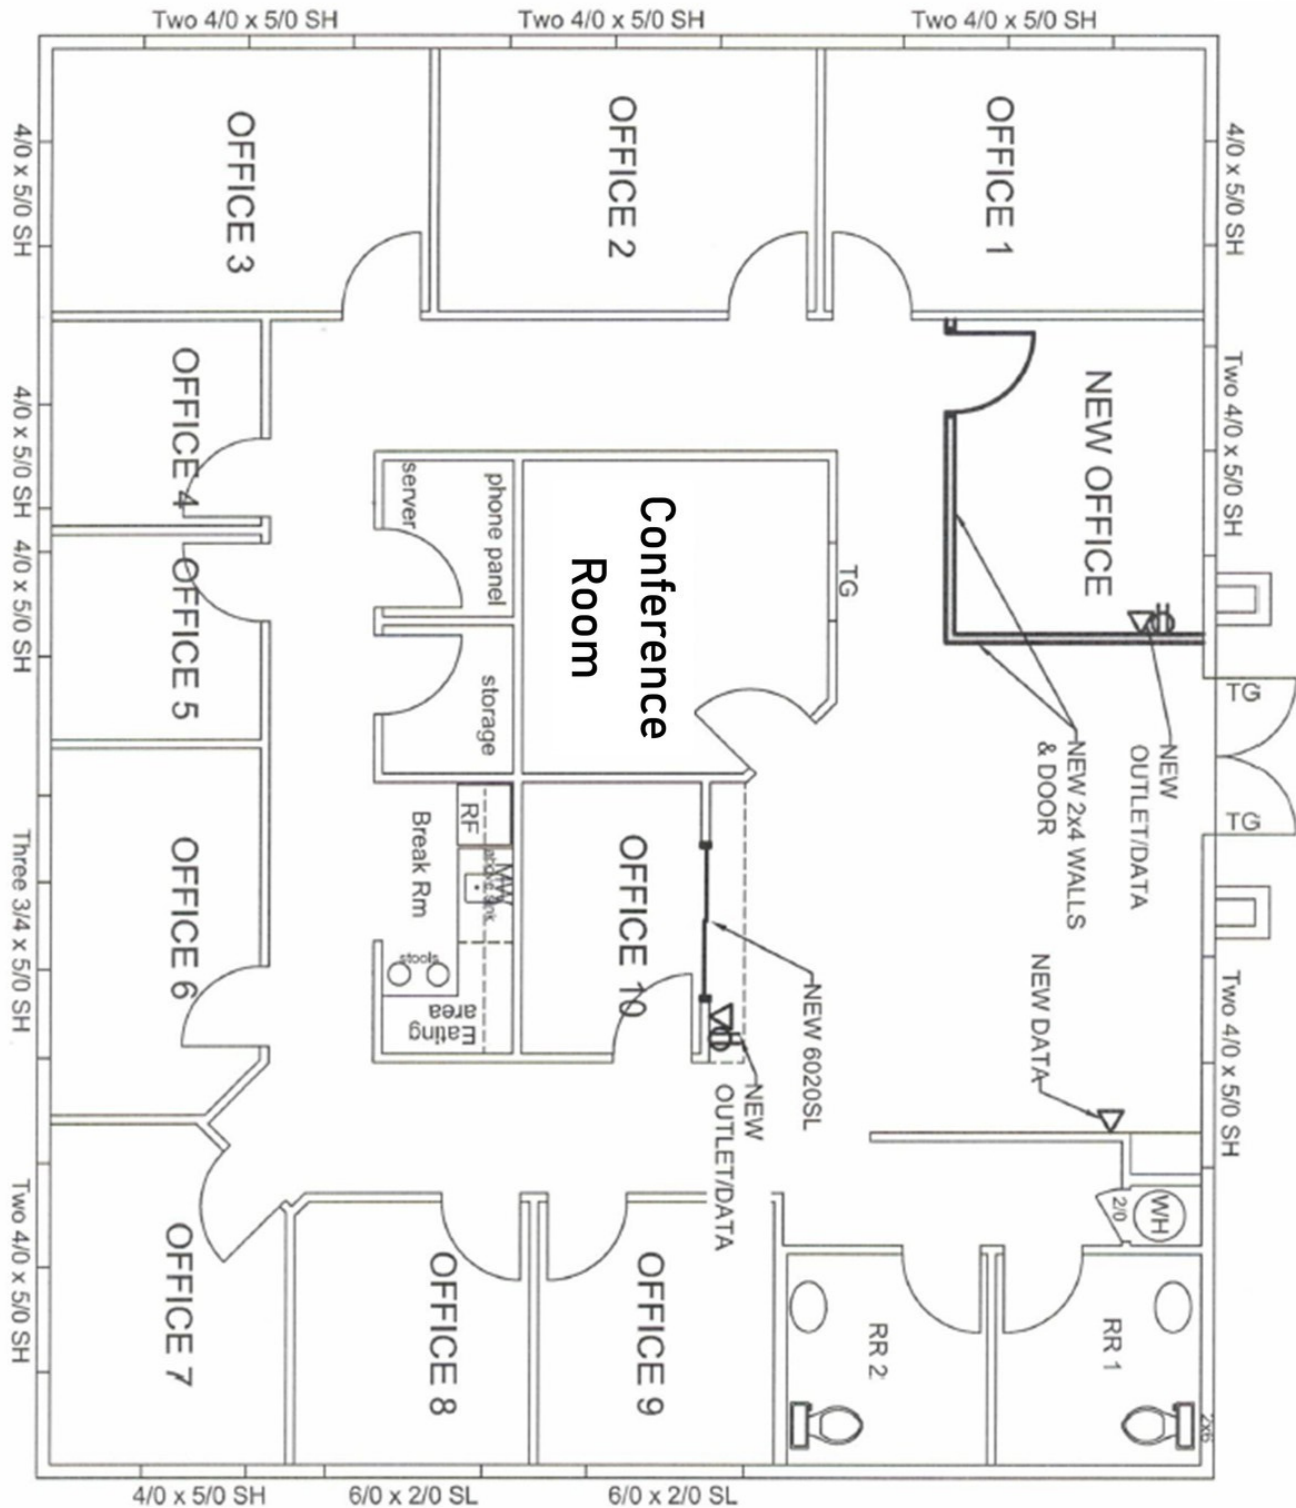 Two 4/0 x 5/0 SH
Two 4/0 x 5/0 SH
Two 4/0 x 5/0 SH
4/0 x 5/0 SH
OFFICE 3
OFFICE 2
OFFICE 1
4/0 x 5/0 SH
4/0 x 5/0 SH
OFFICE 4
server
phone panel
Conference
Room
TG
NEW OFFICE
Two 4/0 x 5/0 SH
4/0 x 5/0 SH
OFFICE 5
storage
TG
TG
NEW
OUTLET/DATA
NEW 2x4 WALLS
& DOOR
Three 3/4 x 5/0 SH
OFFICE 6
Break Rm
RF
MW
above sink
stools
Eating
area
OFFICE 10
NEW 6020SL
NEW
OUTLET/DATA
NEW DATA
Two 4/0 x 5/0 SH
Two 4/0 x 5/0 SH
OFFICE 7
OFFICE 8
OFFICE 9
RR 2
RR 1
2/0
WH
2x6
4/0 x 5/0 SH
6/0 x 2/0 SL
6/0 x 2/0 SL